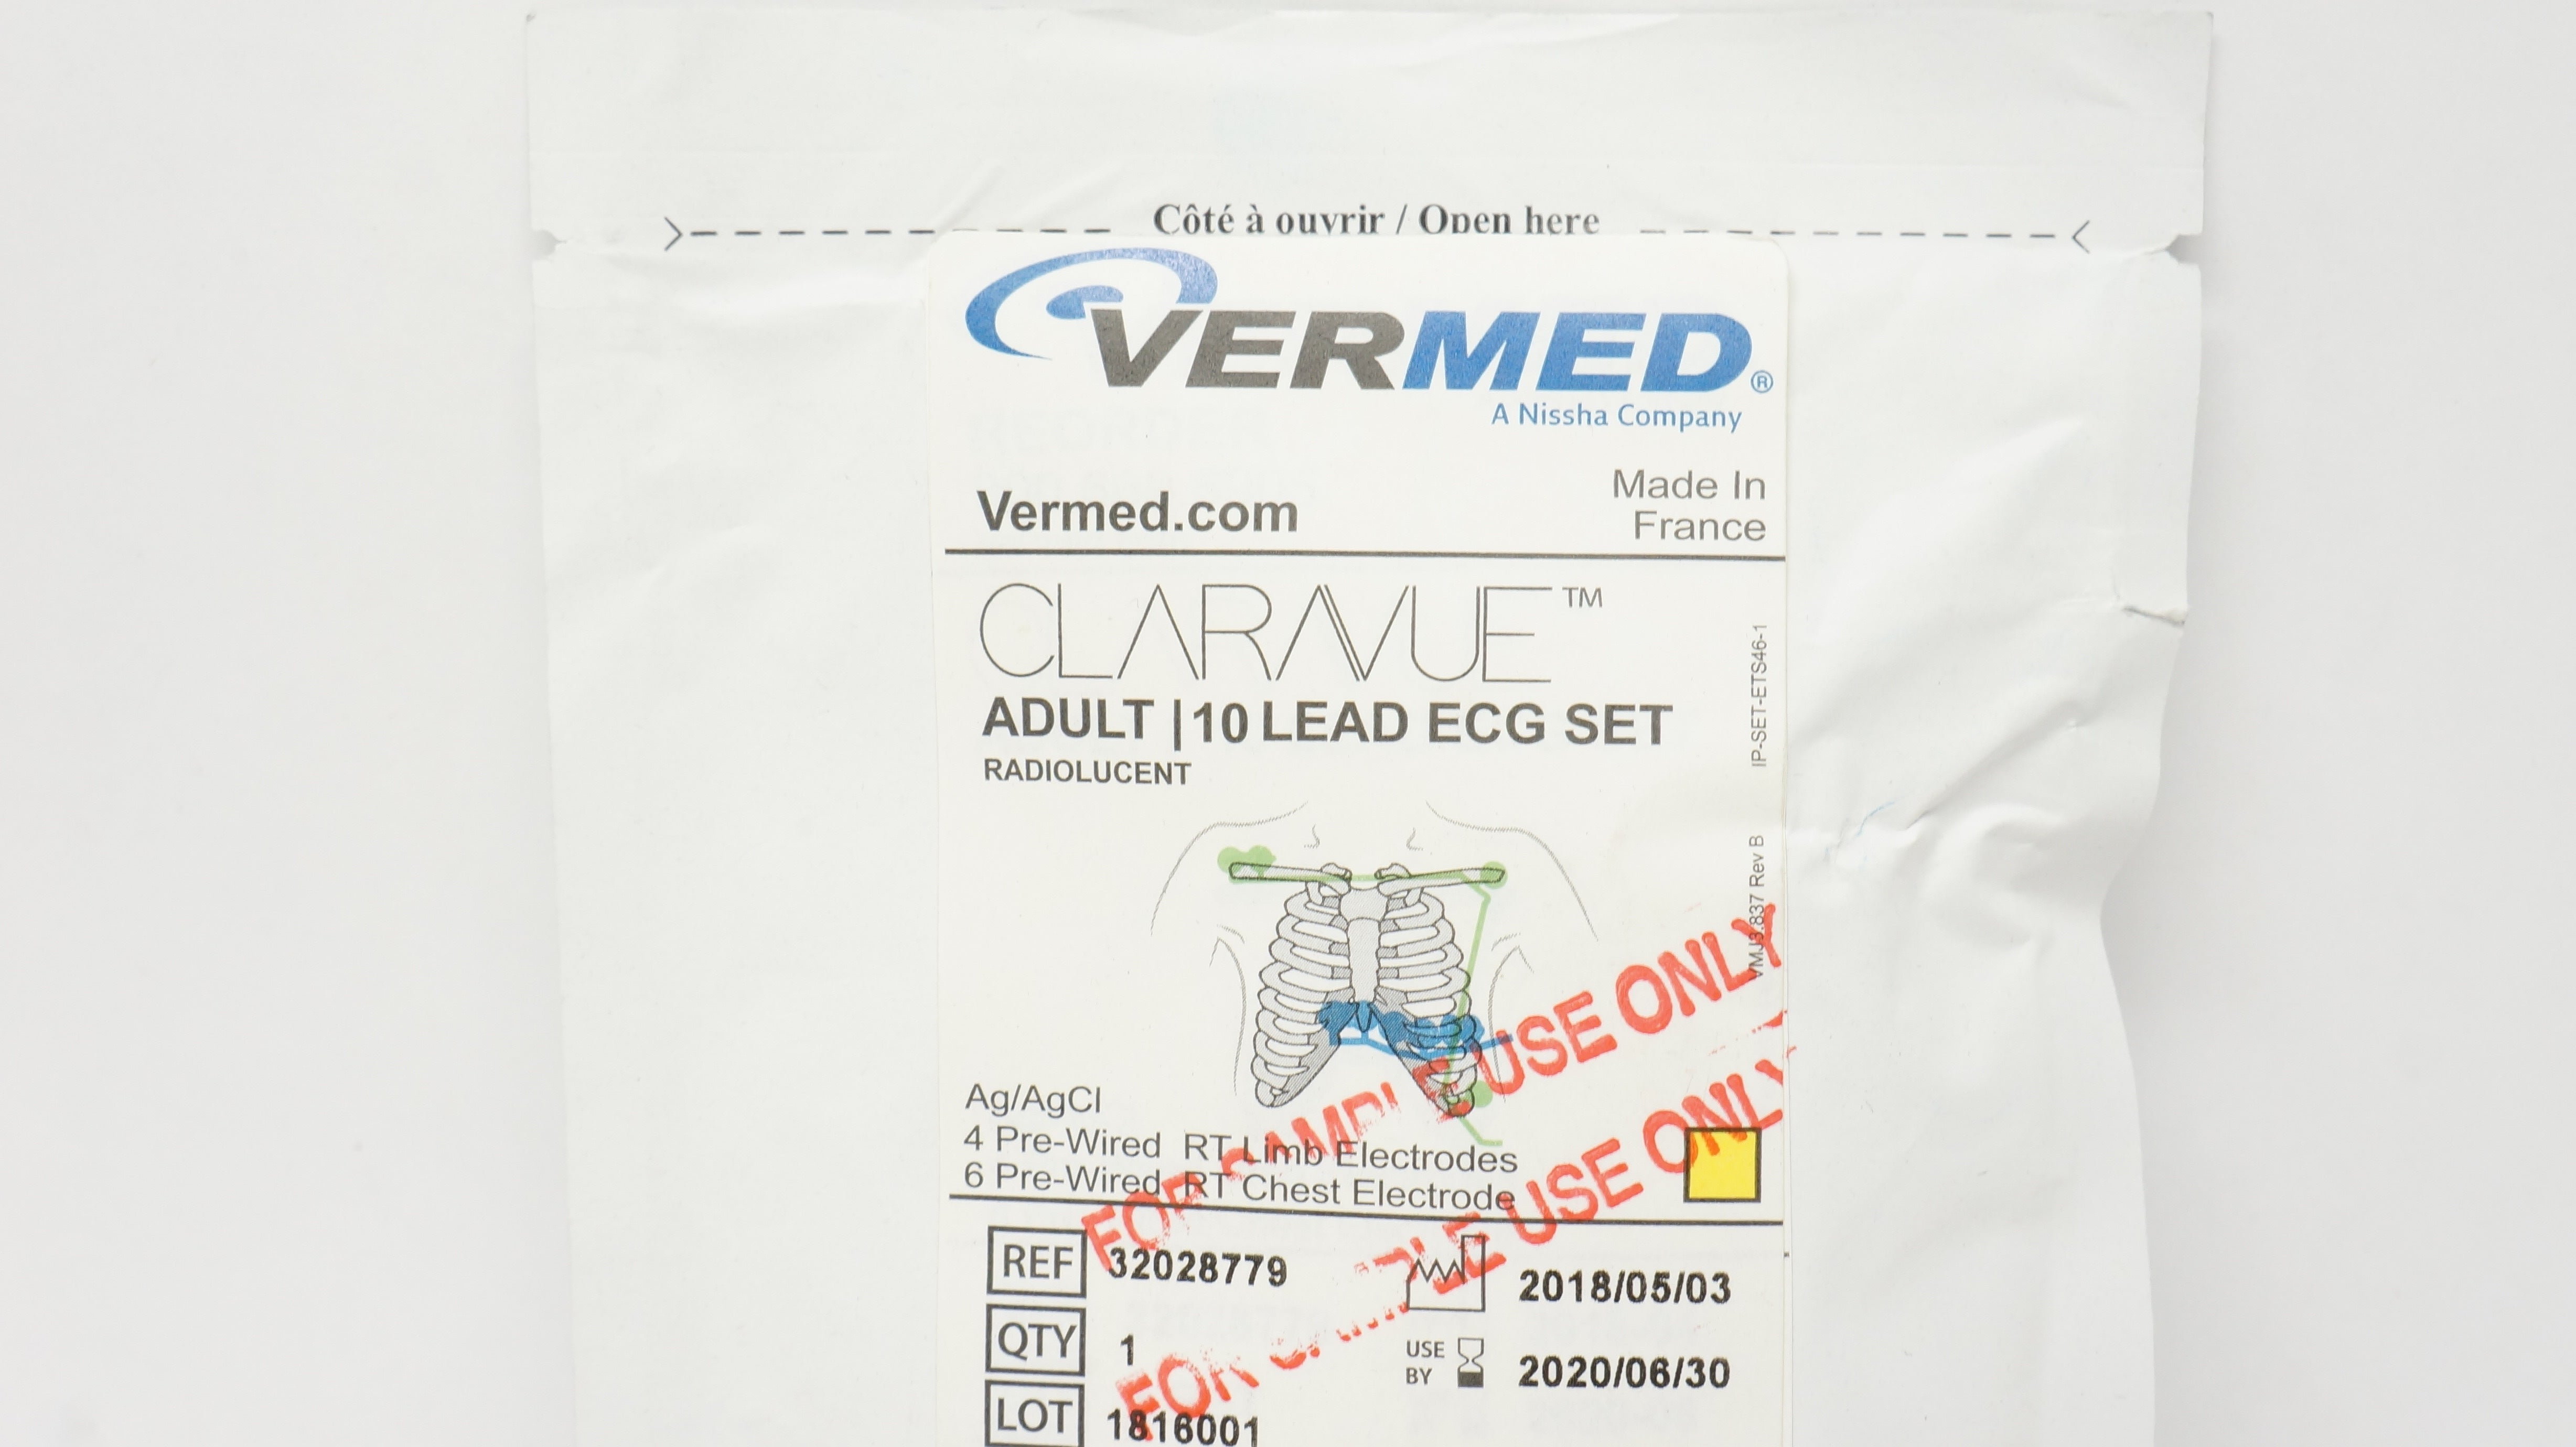 Côté à ouvrir / Open here
VERMED®
A Nissha Company
Vermed.com
Made In
France
CLARAVUE™
ADULT | 10 LEAD ECG SET
RADIOLUCENT
IP-SET-ETS46-1
VMJ3.837 Rev B
Ag/AgCl
4 Pre-Wired RT Limb Electrodes
6 Pre-Wired RT Chest Electrode
FOR SAMPLE USE ONLY
FOR SAMPLE USE ONLY
REF 32028779
2018/05/03
QTY 1
USE
BY
2020/06/30
LOT 1816001